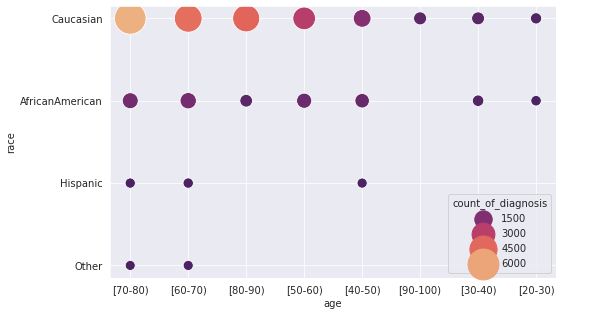 Caucasian
AfricanAmerican
Hispanic
Other
race
[70-80)
[60-70)
[80-90)
[50-60)
[40-50)
[90-100)
[30-40)
[20-30)
age
count_of_diagnosis
1500
3000
4500
6000